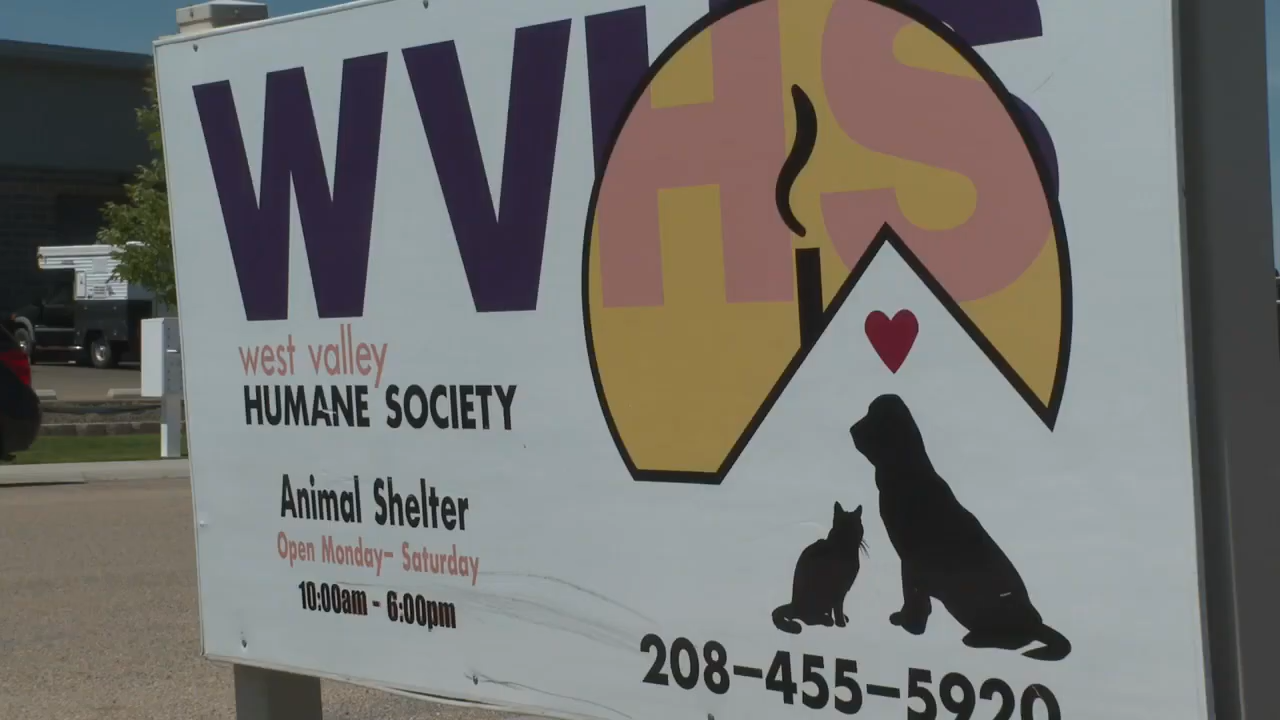 WVHS
west valley
HUMANE SOCIETY
Animal Shelter
Open Monday- Saturday
10:00am - 6:00pm
208-455-5920